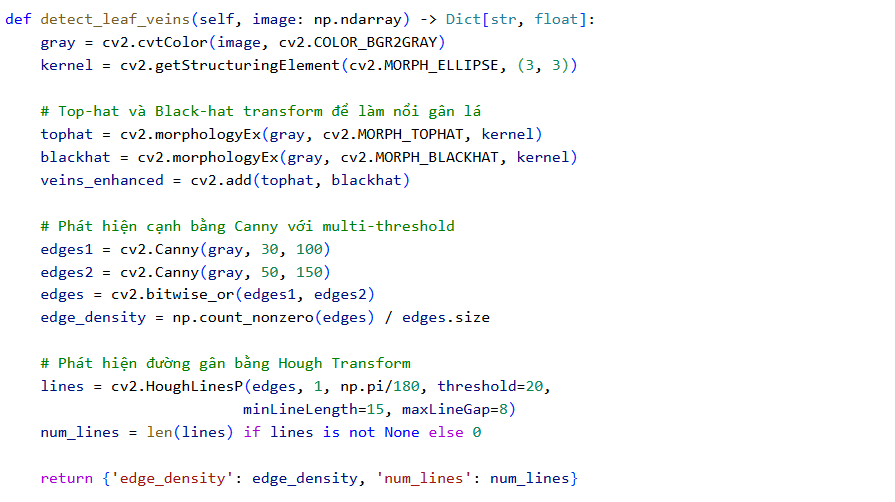 def detect_leaf_veins(self, image: np.ndarray) -> Dict[str, float]:
    gray = cv2.cvtColor(image, cv2.COLOR_BGR2GRAY)
    kernel = cv2.getStructuringElement(cv2.MORPH_ELLIPSE, (3, 3))

    # Top-hat và Black-hat transform để làm nổi gân lá
    tophat = cv2.morphologyEx(gray, cv2.MORPH_TOPHAT, kernel)
    blackhat = cv2.morphologyEx(gray, cv2.MORPH_BLACKHAT, kernel)
    veins_enhanced = cv2.add(tophat, blackhat)

    # Phát hiện cạnh bằng Canny với multi-threshold
    edges1 = cv2.Canny(gray, 30, 100)
    edges2 = cv2.Canny(gray, 50, 150)
    edges = cv2.bitwise_or(edges1, edges2)
    edge_density = np.count_nonzero(edges) / edges.size

    # Phát hiện đường gân bằng Hough Transform
    lines = cv2.HoughLinesP(edges, 1, np.pi/180, threshold=20,
                           minLineLength=15, maxLineGap=8)
    num_lines = len(lines) if lines is not None else 0

    return {'edge_density': edge_density, 'num_lines': num_lines}